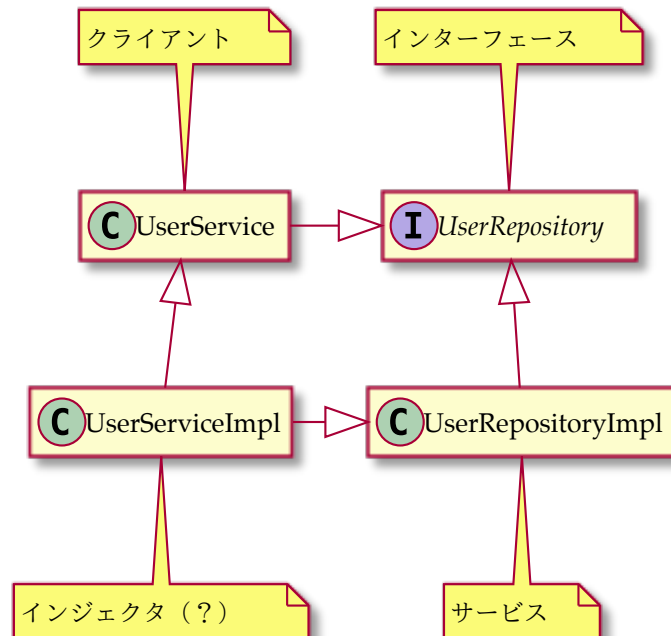 クライアント
インターフェース
C UserService
I UserRepository
C UserServiceImpl
C UserRepositoryImpl
インジェクタ（？）
サービス